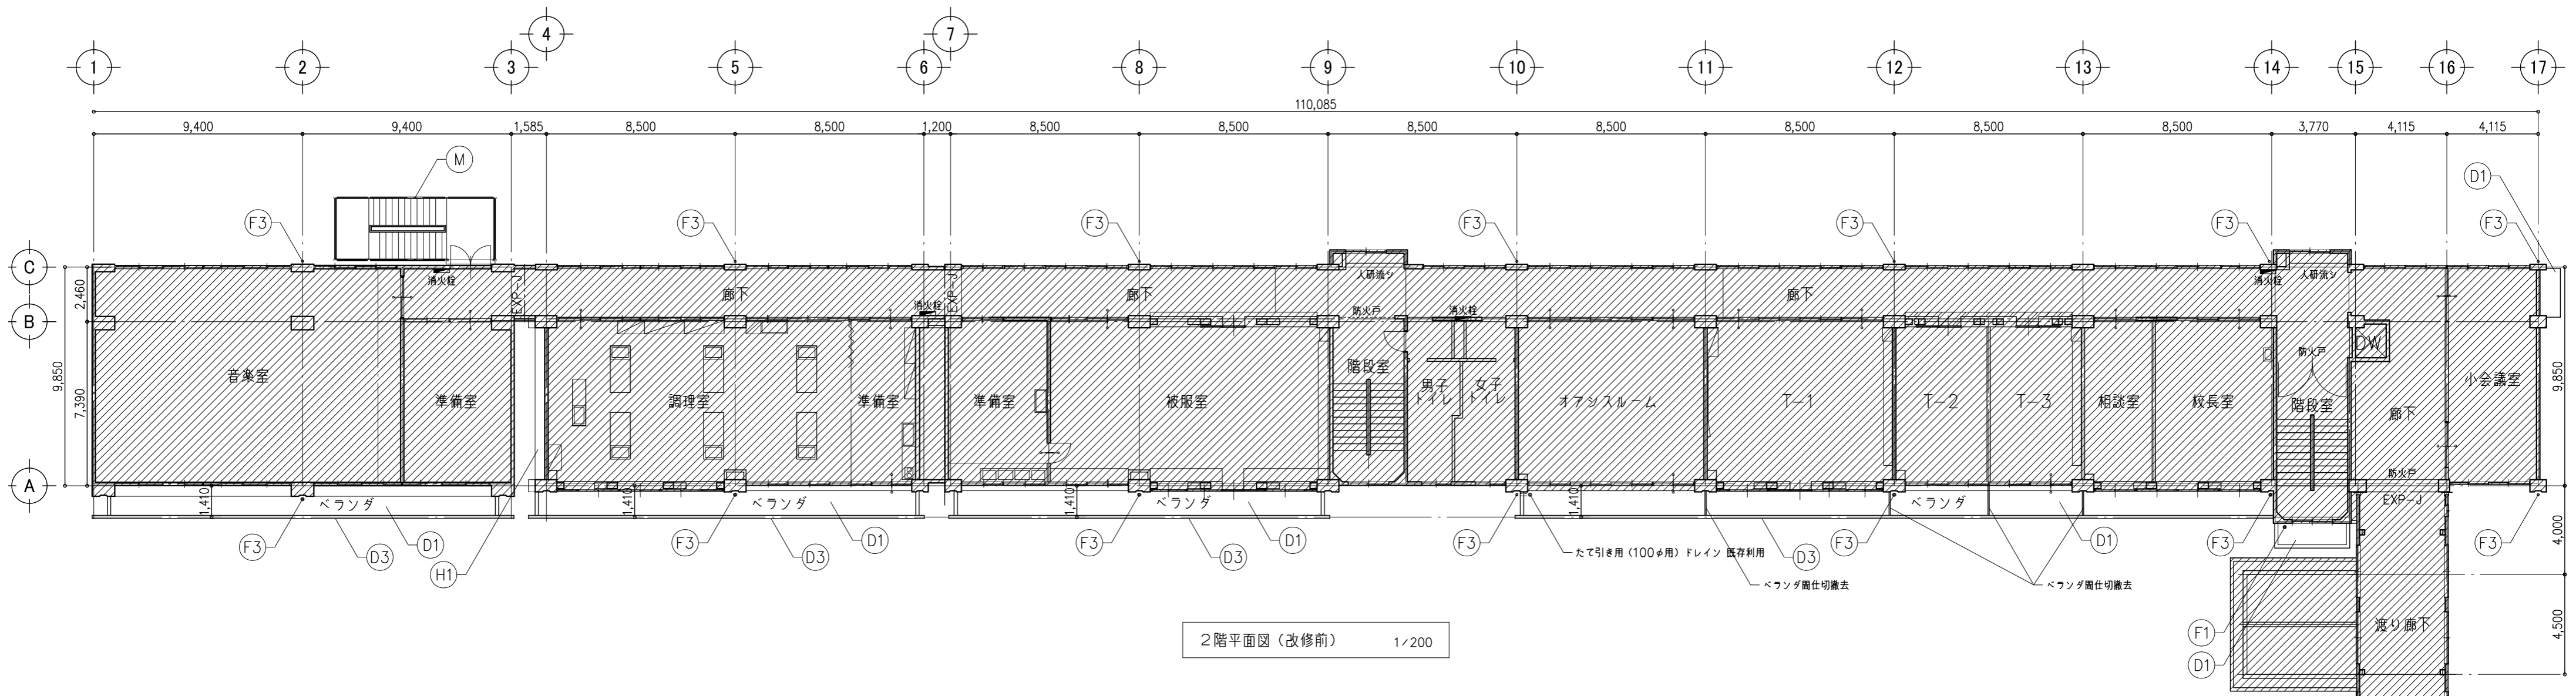 4 7
1 2 3 5 6 8 9 10 11 12 13 14 15 16 17
110,085
9,400 9,400 1,585 8,500 8,500 1,200 8,500 8,500 8,500 8,500 8,500 8,500 8,500 3,770 4,115 4,115
M
D1
F3 F3 F3 F3 F3 F3 F3
C
消火栓 EXP-J 廊下 消火栓 EXP-J 廊下 人研流シ 廊下 消火栓 人研流シ
2,460
B
防火戸 消火栓
9,850
7,390
音楽室 準備室 調理室 準備室 準備室 被服室 階段室 男子トイレ 女子トイレ オアシスルーム T-1 T-2 T-3 相談室 校長室 防火戸 階段室 DW 廊下 小会議室
9,850
A
防火戸
EXP-J
1,410 ベランダ 1,410 ベランダ 1,410 ベランダ 1,410 ベランダ
F3 D3 D1 H1 F3 D3 D1 F3 D3 D1 F3 D3 F3 D1 F3 F3
たて引き用(100φ用)ドレイン 既存利用
ベランダ間仕切撤去
ベランダ間仕切撤去
4,000
4,500
F1
D1
渡り廊下
2階平面図(改修前) 1/200